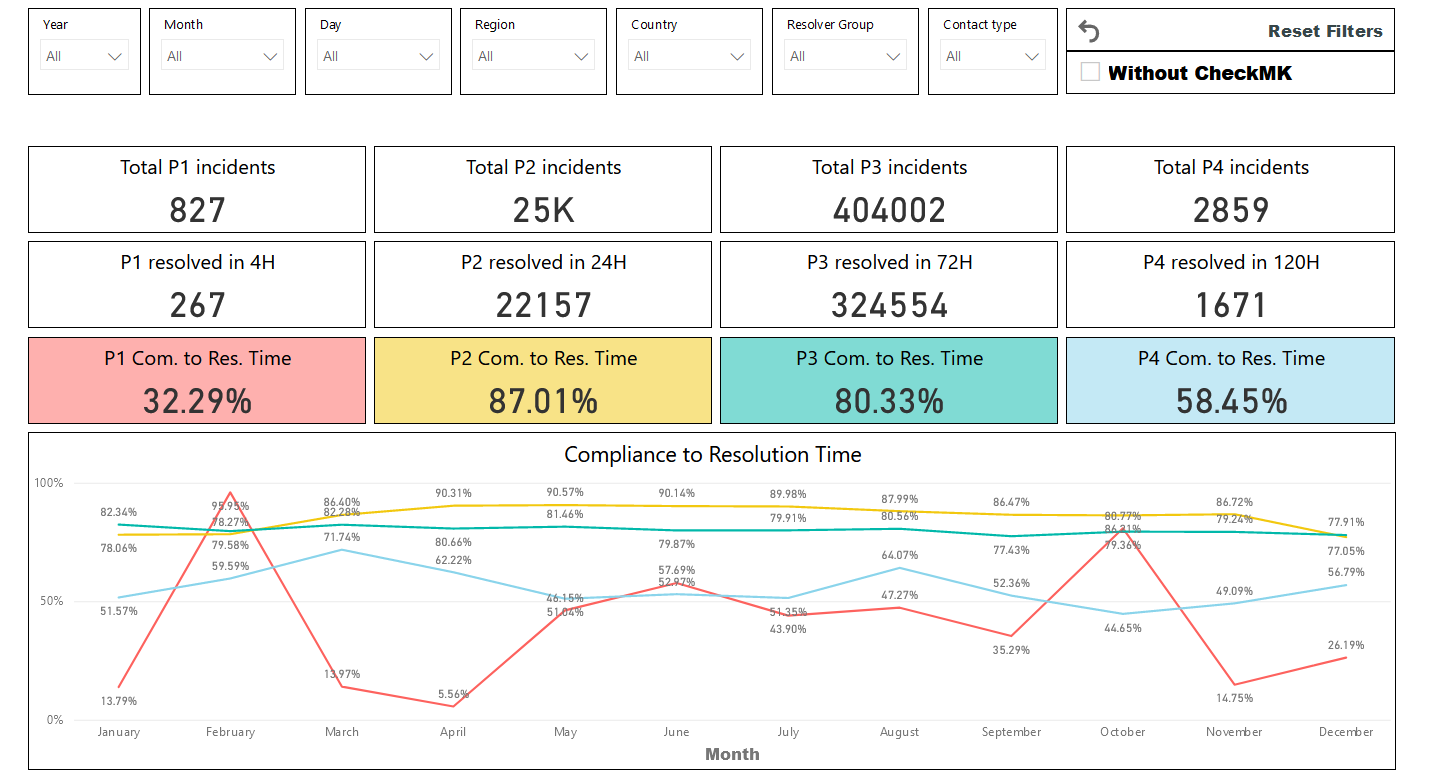 Year
All
Month
All
Day
All
Region
All
Country
All
Resolver Group
All
Contact type
All
Reset Filters
Without CheckMK
Total P1 incidents
827
Total P2 incidents
25K
Total P3 incidents
404002
Total P4 incidents
2859
P1 resolved in 4H
267
P2 resolved in 24H
22157
P3 resolved in 72H
324554
P4 resolved in 120H
1671
P1 Com. to Res. Time
32.29%
P2 Com. to Res. Time
87.01%
P3 Com. to Res. Time
80.33%
P4 Com. to Res. Time
58.45%
Compliance to Resolution Time
100%
50%
0%
82.34%
78.06%
51.57%
13.79%
95.95%
78.27%
79.58%
59.59%
86.40%
82.28%
71.74%
13.97%
90.31%
80.66%
62.22%
5.56%
90.57%
81.46%
46.15%
51.04%
90.14%
79.87%
57.69%
52.97%
89.98%
79.91%
51.35%
43.90%
87.99%
80.56%
64.07%
47.27%
86.47%
77.43%
52.36%
35.29%
80.77%
86.21%
79.36%
44.65%
86.72%
79.24%
49.09%
14.75%
77.91%
77.05%
56.79%
26.19%
January
February
March
April
May
June
July
August
September
October
November
December
Month